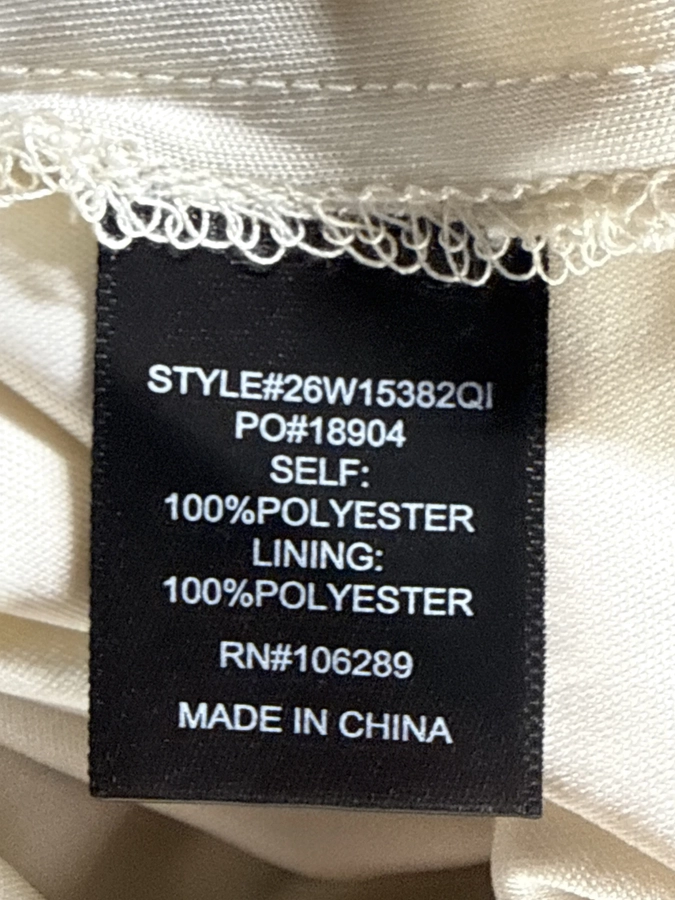 STYLE#26W15382QI
PO#18904
SELF:
100%POLYESTER
LINING:
100%POLYESTER
RN#106289
MADE IN CHINA